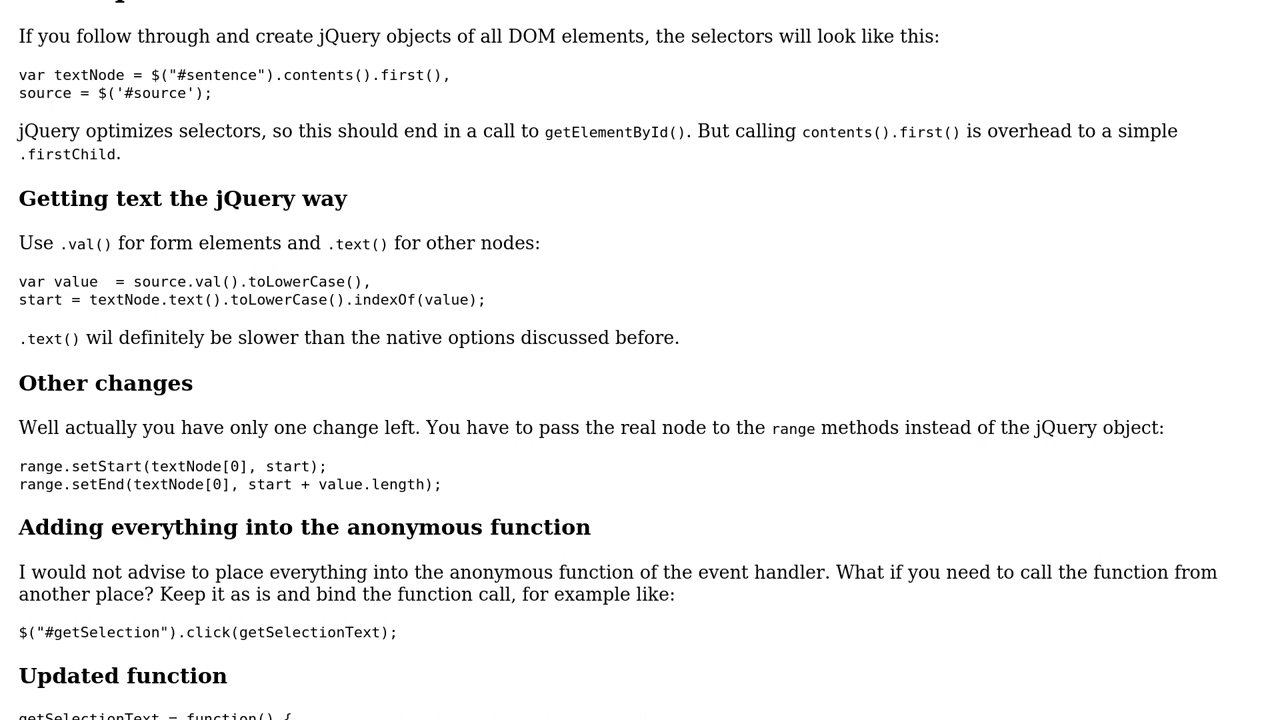 If you follow through and create jQuery objects of all DOM elements, the selectors will look like this:
var textNode = $("#sentence").contents().first(),
source = $('#source');
jQuery optimizes selectors, so this should end in a call to getElementById(). But calling contents().first() is overhead to a simple
.firstChild.
Getting text the jQuery way
Use .val() for form elements and .text() for other nodes:
var value  = source.val().toLowerCase(),
start = textNode.text().toLowerCase().indexOf(value);
.text() wil definitely be slower than the native options discussed before.
Other changes
Well actually you have only one change left. You have to pass the real node to the range methods instead of the jQuery object:
range.setStart(textNode[0], start);
range.setEnd(textNode[0], start + value.length);
Adding everything into the anonymous function
I would not advise to place everything into the anonymous function of the event handler. What if you need to call the function from
another place? Keep it as is and bind the function call, for example like:
$("#getSelection").click(getSelectionText);
Updated function
getSelectionText = function() {